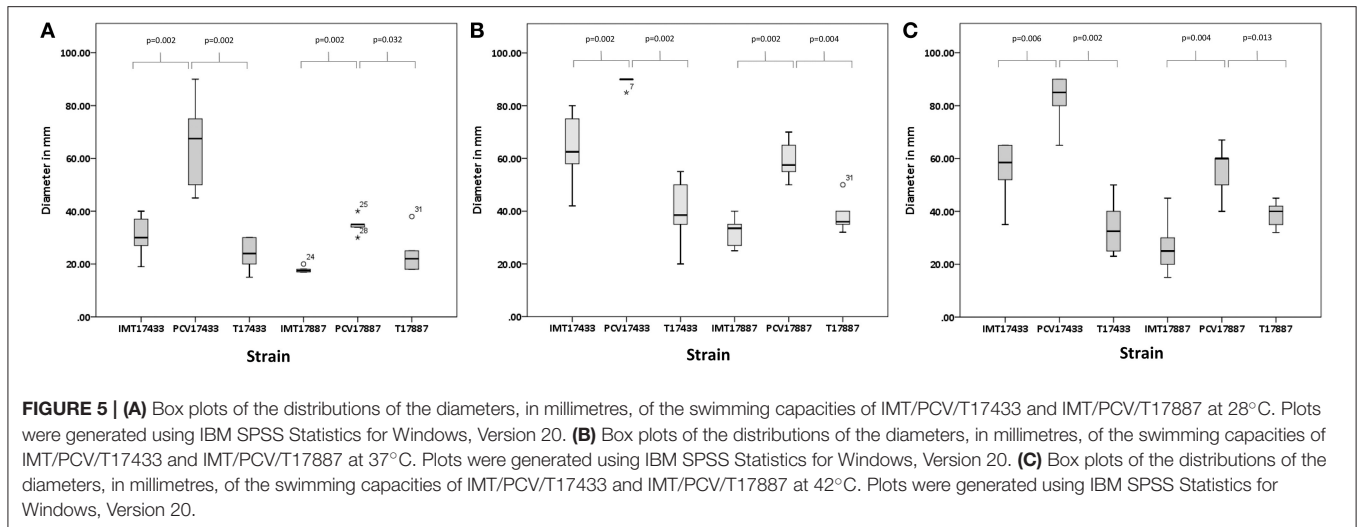 A
p=0.002 p=0.002 p=0.002 p=0.032
100.00
80.00
60.00
40.00
20.00
.00
Diameter in mm
24
25
28
31
IMT17433 PCV17433 T17433 IMT17887 PCV17887 T17887
Strain
B
p=0.002 p=0.002 p=0.002 p=0.004
100.00
80.00
60.00
40.00
20.00
.00
Diameter in mm
7
31
IMT17433 PCV17433 T17433 IMT17887 PCV17887 T17887
Strain
C
p=0.006 p=0.002 p=0.004 p=0.013
100.00
80.00
60.00
40.00
20.00
.00
Diameter in mm
IMT17433 PCV17433 T17433 IMT17887 PCV17887 T17887
Strain
FIGURE 5 | (A) Box plots of the distributions of the diameters, in millimetres, of the swimming capacities of IMT/PCV/T17433 and IMT/PCV/T17887 at 28°C. Plots
were generated using IBM SPSS Statistics for Windows, Version 20. (B) Box plots of the distributions of the diameters, in millimetres, of the swimming capacities of
IMT/PCV/T17433 and IMT/PCV/T17887 at 37°C. Plots were generated using IBM SPSS Statistics for Windows, Version 20. (C) Box plots of the distributions of the
diameters, in millimetres, of the swimming capacities of IMT/PCV/T17433 and IMT/PCV/T17887 at 42°C. Plots were generated using IBM SPSS Statistics for
Windows, Version 20.